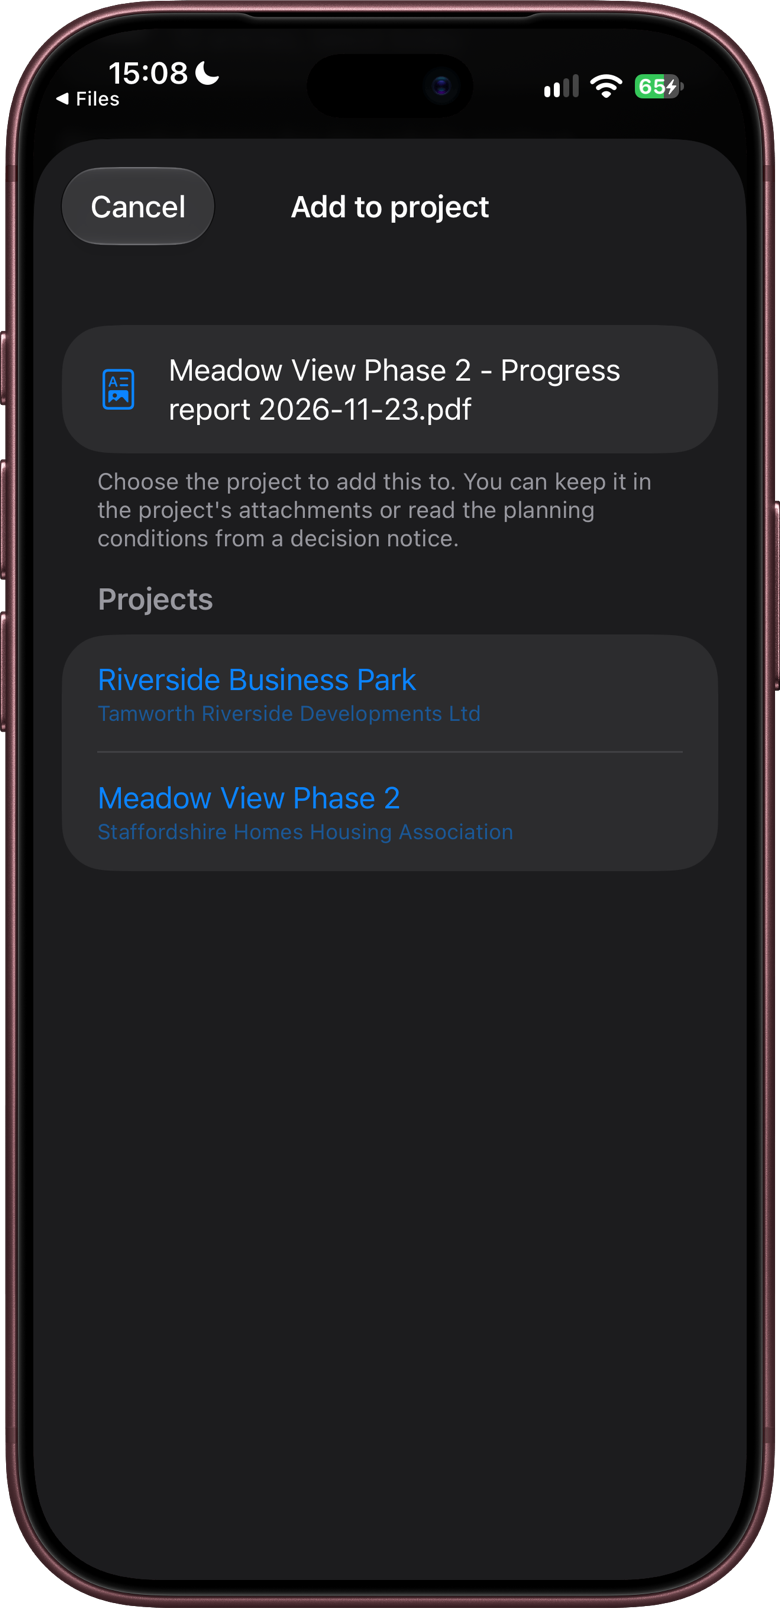 15:08
◀ Files
65
Cancel
Add to project
Meadow View Phase 2 - Progress
report 2026-11-23.pdf
Choose the project to add this to. You can keep it in
the project's attachments or read the planning
conditions from a decision notice.
Projects
Riverside Business Park
Tamworth Riverside Developments Ltd
Meadow View Phase 2
Staffordshire Homes Housing Association